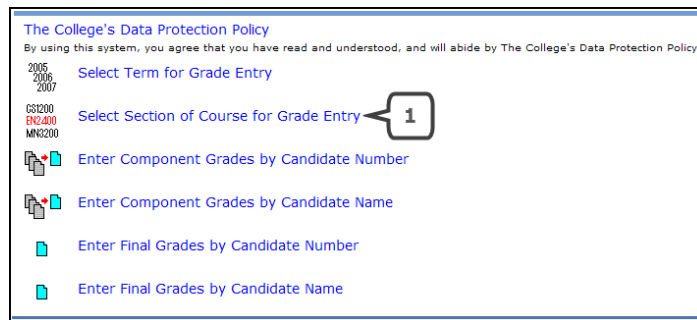 The College's Data Protection Policy
By using this system, you agree that you have read and understood, and will abide by The College's Data Protection Policy
2005
2006
2007
Select Term for Grade Entry
GS1200
EN2400
MN3200
Select Section of Course for Grade Entry
1
Enter Component Grades by Candidate Number
Enter Component Grades by Candidate Name
Enter Final Grades by Candidate Number
Enter Final Grades by Candidate Name